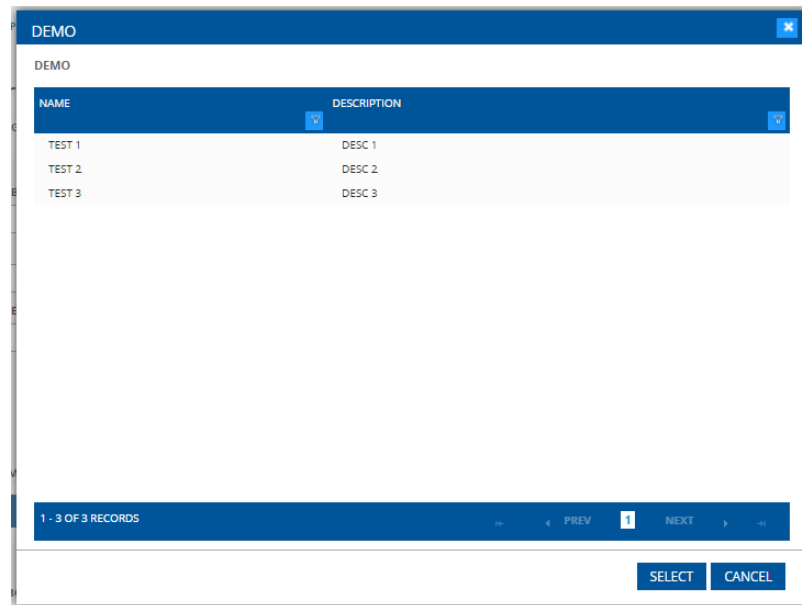 DEMO
DEMO
NAME DESCRIPTION
TEST 1 DESC 1
TEST 2 DESC 2
TEST 3 DESC 3
1 - 3 OF 3 RECORDS PREV 1 NEXT
SELECT CANCEL